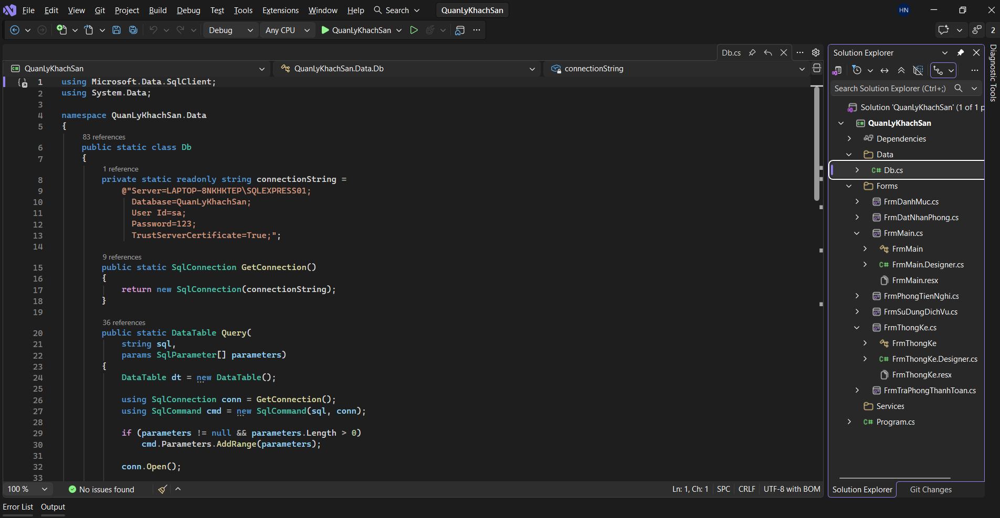 File Edit View Git Project Build Debug Test Tools Extensions Window Help Search QuanLyKhachSan HN
Debug Any CPU QuanLyKhachSan 2
Db.cs
QuanLyKhachSan QuanLyKhachSan.Data.Db connectionString
1 using Microsoft.Data.SqlClient;
2 using System.Data;
3
4 namespace QuanLyKhachSan.Data
5 {
83 references
6 public static class Db
7 {
1 reference
8 private static readonly string connectionString =
9 @"Server=LAPTOP-8NKHKTEP\SQLEXPRESS01;
10 Database=QuanLyKhachSan;
11 User Id=sa;
12 Password=123;
13 TrustServerCertificate=True;";
14
9 references
15 public static SqlConnection GetConnection()
16 {
17 return new SqlConnection(connectionString);
18 }
19
36 references
20 public static DataTable Query(
21 string sql,
22 params SqlParameter[] parameters)
23 {
24 DataTable dt = new DataTable();
25
26 using SqlConnection conn = GetConnection();
27 using SqlCommand cmd = new SqlCommand(sql, conn);
28
29 if (parameters != null && parameters.Length > 0)
30 cmd.Parameters.AddRange(parameters);
31
32 conn.Open();
33
100 % No issues found Ln: 1, Ch: 1 SPC CRLF UTF-8 with BOM
Error List Output
Solution Explorer
Search Solution Explorer (Ctrl+;)
Solution 'QuanLyKhachSan' (1 of 1 p
C# QuanLyKhachSan
Dependencies
Data
C# Db.cs
Forms
FrmDanhMuc.cs
FrmDatNhanPhong.cs
FrmMain.cs
FrmMain
C# FrmMain.Designer.cs
FrmMain.resx
FrmPhongTienNghi.cs
FrmSuDungDichVu.cs
FrmThongKe.cs
FrmThongKe
C# FrmThongKe.Designer.cs
FrmThongKe.resx
FrmTraPhongThanhToan.cs
Services
C# Program.cs
Solution Explorer Git Changes
Diagnostic Tools